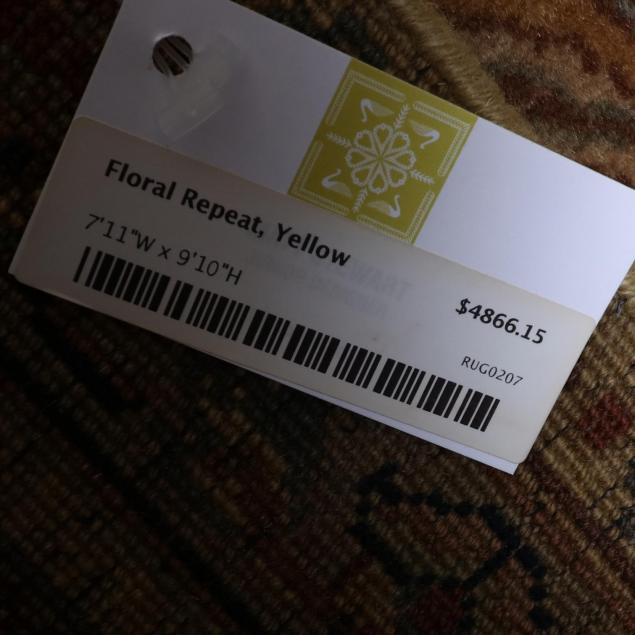 Floral Repeat, Yellow
7'11"W x 9'10"H
$4866.15
RUG0207